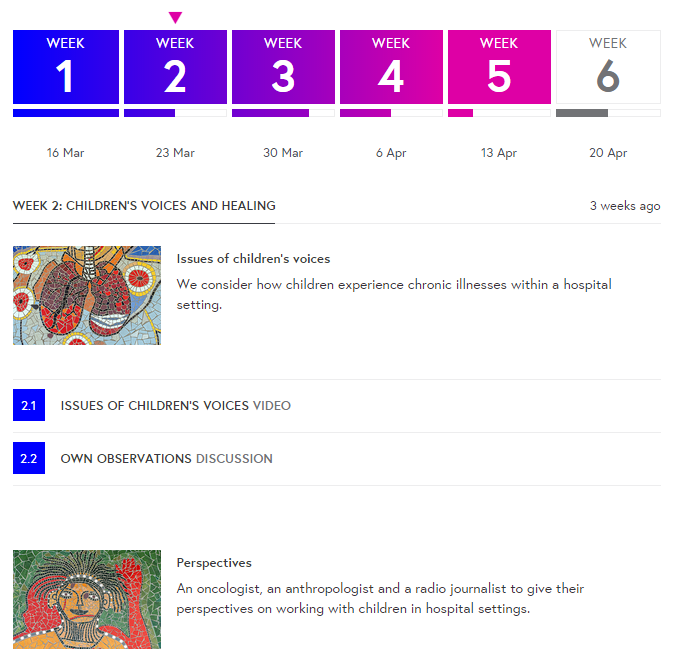 WEEK WEEK WEEK WEEK WEEK WEEK
1 2 3 4 5 6
16 Mar 23 Mar 30 Mar 6 Apr 13 Apr 20 Apr
WEEK 2: CHILDREN'S VOICES AND HEALING 3 weeks ago
Issues of children's voices
We consider how children experience chronic illnesses within a hospital
setting.
2.1 ISSUES OF CHILDREN'S VOICES VIDEO
2.2 OWN OBSERVATIONS DISCUSSION
Perspectives
An oncologist, an anthropologist and a radio journalist to give their
perspectives on working with children in hospital settings.